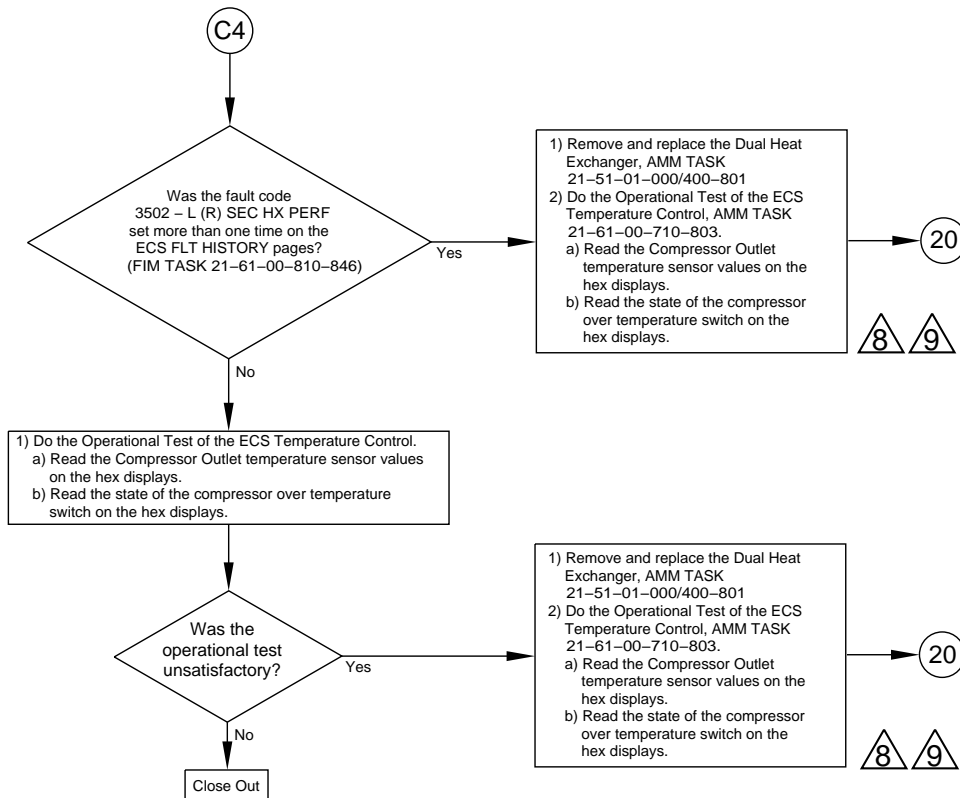 C4
Was the fault code
3502 – L (R) SEC HX PERF
set more than one time on the
ECS FLT HISTORY pages?
(FIM TASK 21–61–00–810–846)
Yes
1) Remove and replace the Dual Heat
Exchanger, AMM TASK
21–51–01–000/400–801
2) Do the Operational Test of the ECS
Temperature Control, AMM TASK
21–61–00–710–803.
a) Read the Compressor Outlet
temperature sensor values on the
hex displays.
b) Read the state of the compressor
over temperature switch on the
hex displays.
20
8 9
No
1) Do the Operational Test of the ECS Temperature Control.
a) Read the Compressor Outlet temperature sensor values
on the hex displays.
b) Read the state of the compressor over temperature
switch on the hex displays.
Was the
operational test
unsatisfactory?
Yes
1) Remove and replace the Dual Heat
Exchanger, AMM TASK
21–51–01–000/400–801
2) Do the Operational Test of the ECS
Temperature Control, AMM TASK
21–61–00–710–803.
a) Read the Compressor Outlet
temperature sensor values on the
hex displays.
b) Read the state of the compressor
over temperature switch on the
hex displays.
20
8 9
No
Close Out